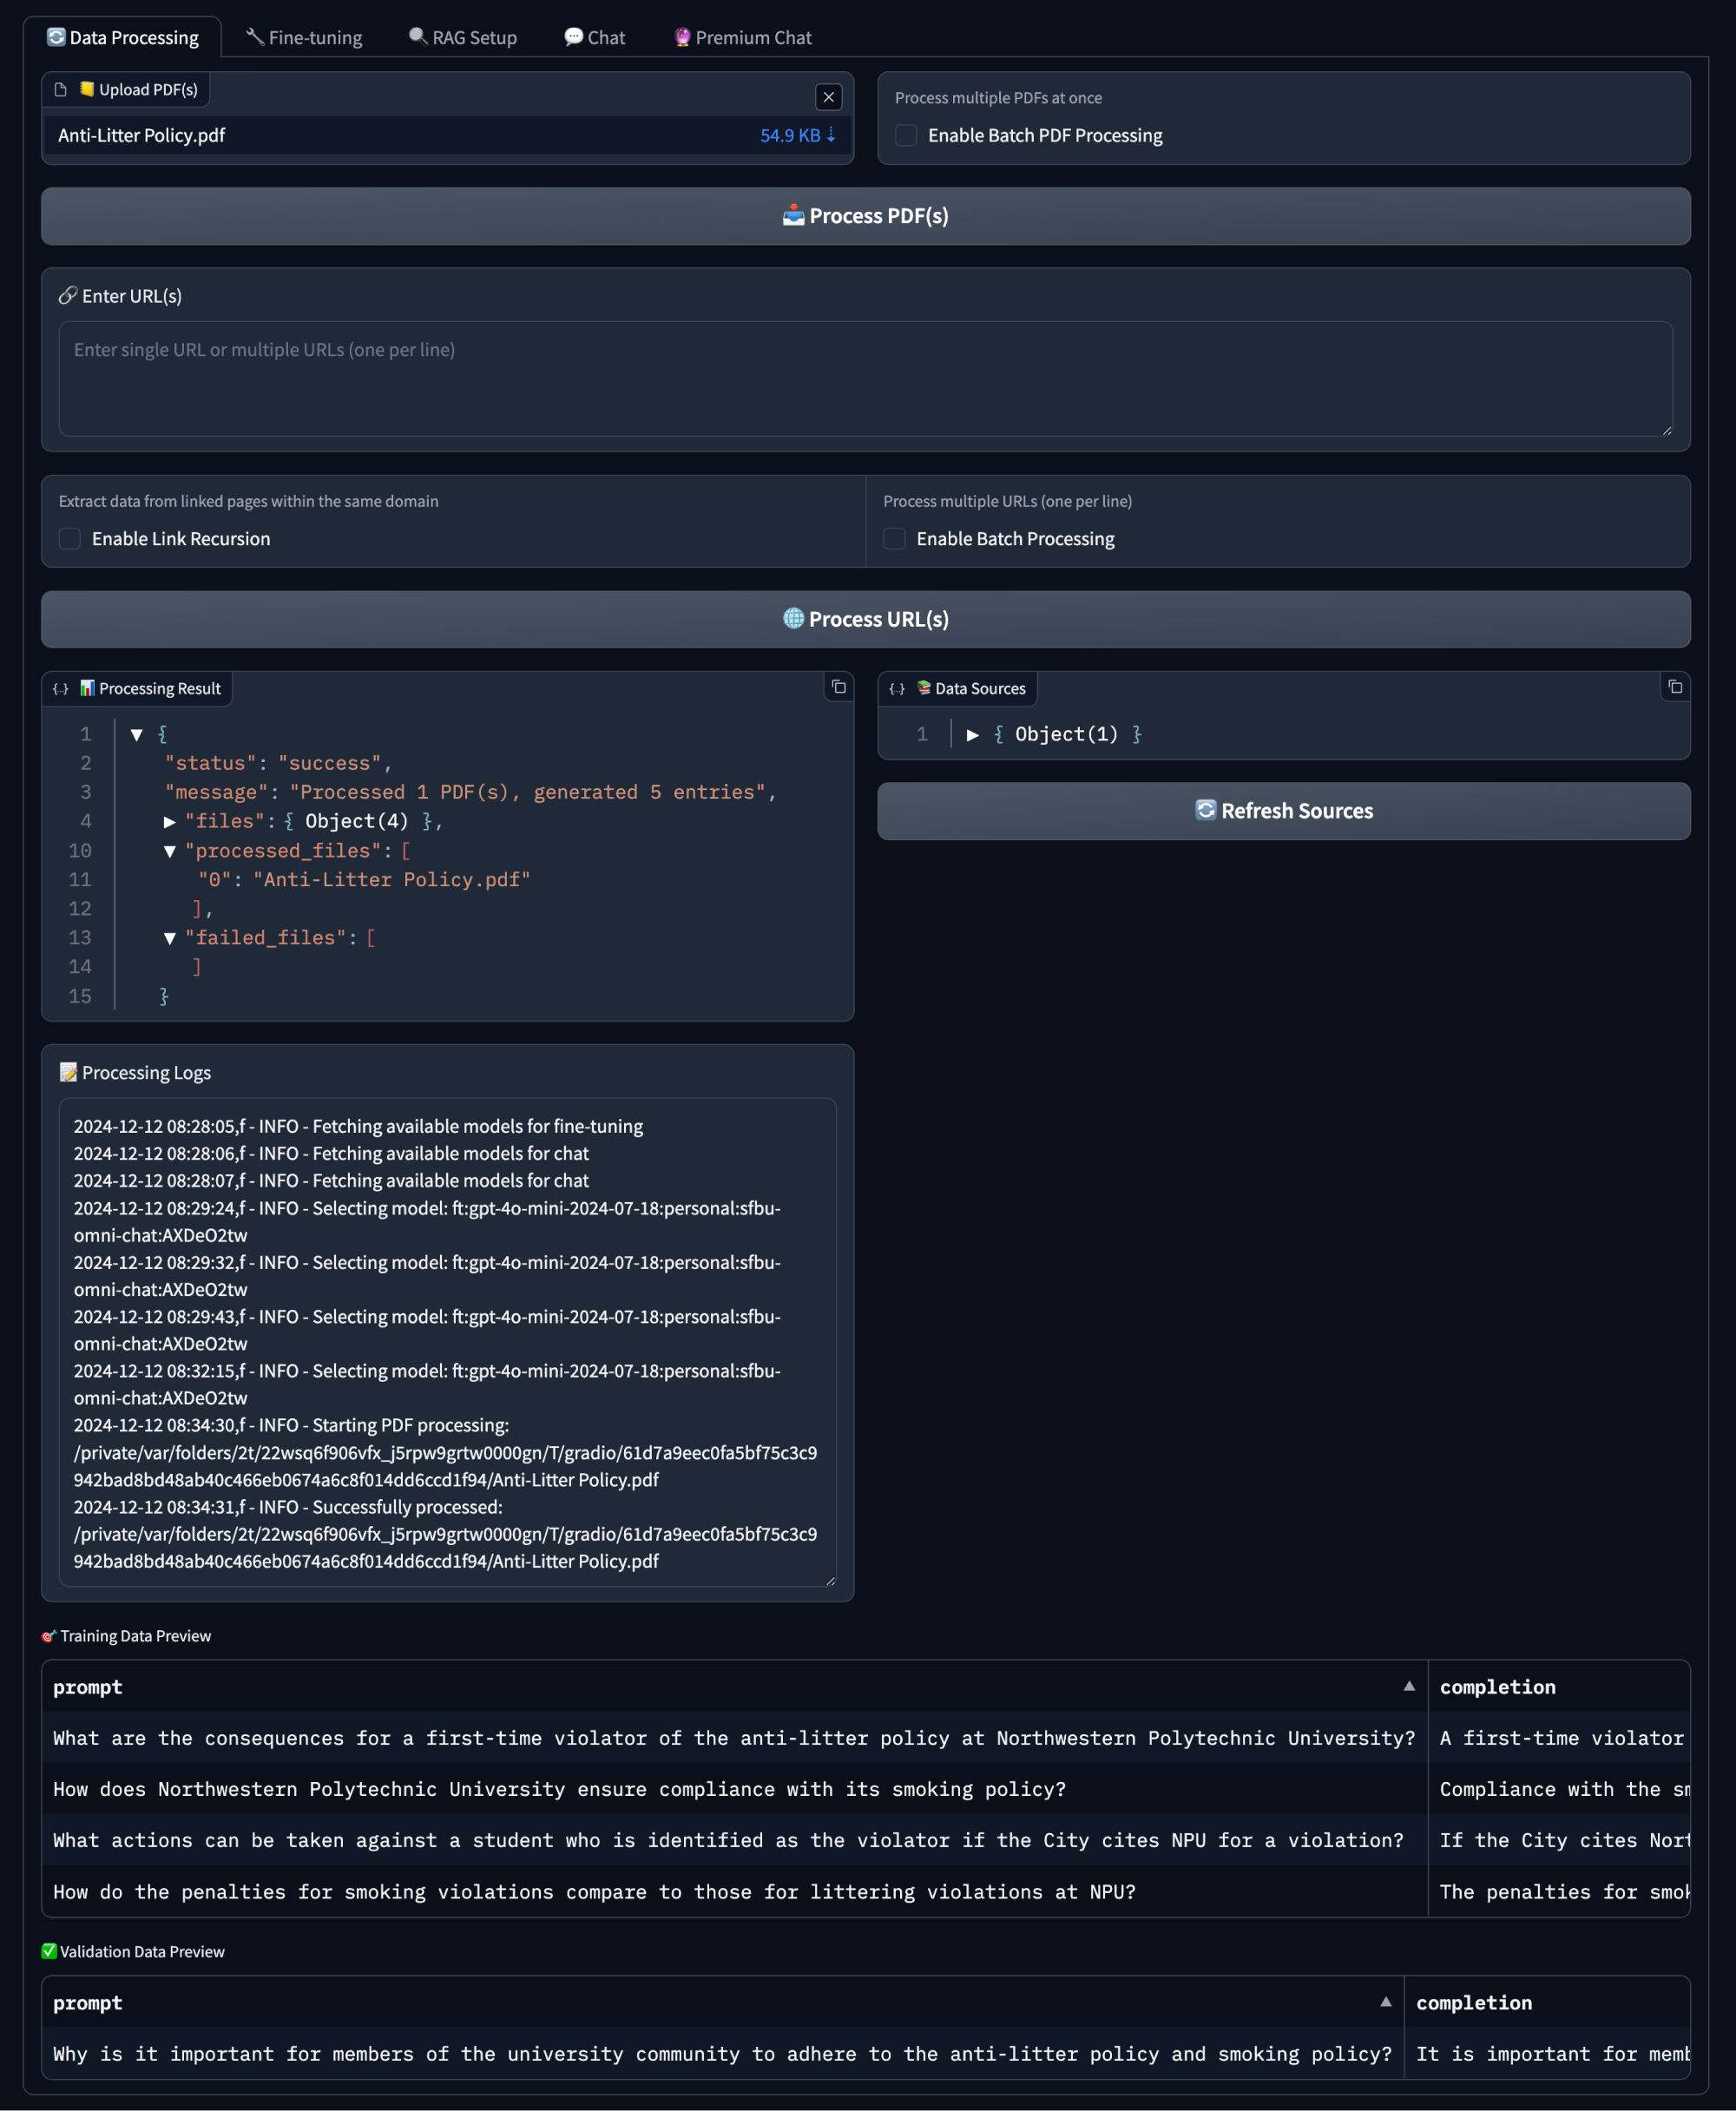 Data Processing
Fine-tuning
RAG Setup
Chat
Premium Chat
Upload PDF(s)
Anti-Litter Policy.pdf
54.9 KB ⇣
Process multiple PDFs at once
Enable Batch PDF Processing
Process PDF(s)
Enter URL(s)
Enter single URL or multiple URLs (one per line)
Extract data from linked pages within the same domain
Enable Link Recursion
Process multiple URLs (one per line)
Enable Batch Processing
Process URL(s)
{..} Processing Result
1 ▼ {
2 "status": "success",
3 "message": "Processed 1 PDF(s), generated 5 entries",
4 ▶ "files": { Object(4) },
10 ▼ "processed_files": [
11 "0": "Anti-Litter Policy.pdf"
12 ],
13 ▼ "failed_files": [
14 ]
15 }
{..} Data Sources
1 ▶ { Object(1) }
Refresh Sources
Processing Logs
2024-12-12 08:28:05,f - INFO - Fetching available models for fine-tuning
2024-12-12 08:28:06,f - INFO - Fetching available models for chat
2024-12-12 08:28:07,f - INFO - Fetching available models for chat
2024-12-12 08:29:24,f - INFO - Selecting model: ft:gpt-4o-mini-2024-07-18:personal:sfbu-
omni-chat:AXDeO2tw
2024-12-12 08:29:32,f - INFO - Selecting model: ft:gpt-4o-mini-2024-07-18:personal:sfbu-
omni-chat:AXDeO2tw
2024-12-12 08:29:43,f - INFO - Selecting model: ft:gpt-4o-mini-2024-07-18:personal:sfbu-
omni-chat:AXDeO2tw
2024-12-12 08:32:15,f - INFO - Selecting model: ft:gpt-4o-mini-2024-07-18:personal:sfbu-
omni-chat:AXDeO2tw
2024-12-12 08:34:30,f - INFO - Starting PDF processing:
/private/var/folders/2t/22wsq6f906vfx_j5rpw9grtw0000gn/T/gradio/61d7a9eec0fa5bf75c3c9
942bad8bd48ab40c466eb0674a6c8f014dd6ccd1f94/Anti-Litter Policy.pdf
2024-12-12 08:34:31,f - INFO - Successfully processed:
/private/var/folders/2t/22wsq6f906vfx_j5rpw9grtw0000gn/T/gradio/61d7a9eec0fa5bf75c3c9
942bad8bd48ab40c466eb0674a6c8f014dd6ccd1f94/Anti-Litter Policy.pdf
Training Data Preview
prompt ▲ completion
What are the consequences for a first-time violator of the anti-litter policy at Northwestern Polytechnic University? A first-time violator
How does Northwestern Polytechnic University ensure compliance with its smoking policy? Compliance with the
What actions can be taken against a student who is identified as the violator if the City cites NPU for a violation? If the City cites
How do the penalties for smoking violations compare to those for littering violations at NPU? The penalties for
Validation Data Preview
prompt ▲ completion
Why is it important for members of the university community to adhere to the anti-litter policy and smoking policy? It is important for